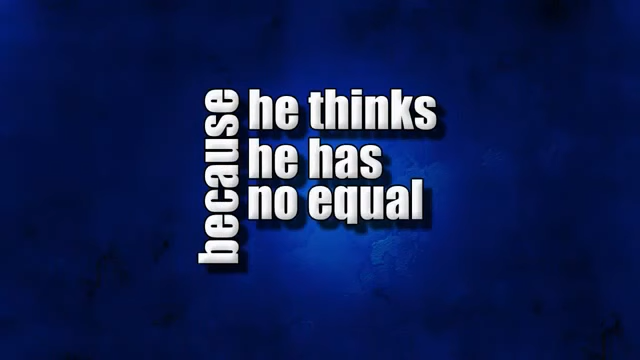 because
he thinks
he has
no equal